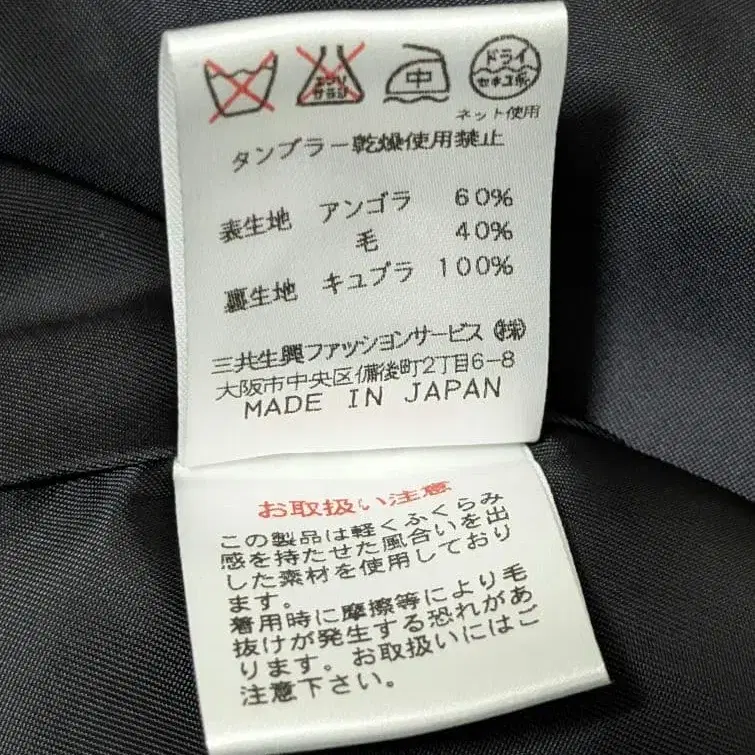 エンソ
サラシ
中
ドライ
セキユ系
ネット使用
タンブラー乾燥使用禁止
表生地 アンゴラ 60%
毛 40%
裏生地 キュプラ 100%
三共生興ファッションサービス ㈱
大阪市中央区備後町2丁目6-8
MADE IN JAPAN
お取扱い注意
この製品は軽くふくらみ
感を持たせた風合いを出
した素材を使用しており
ます。
着用時に摩擦等により毛
抜けが発生する恐れがあ
ります。お取扱いにはご
注意下さい。